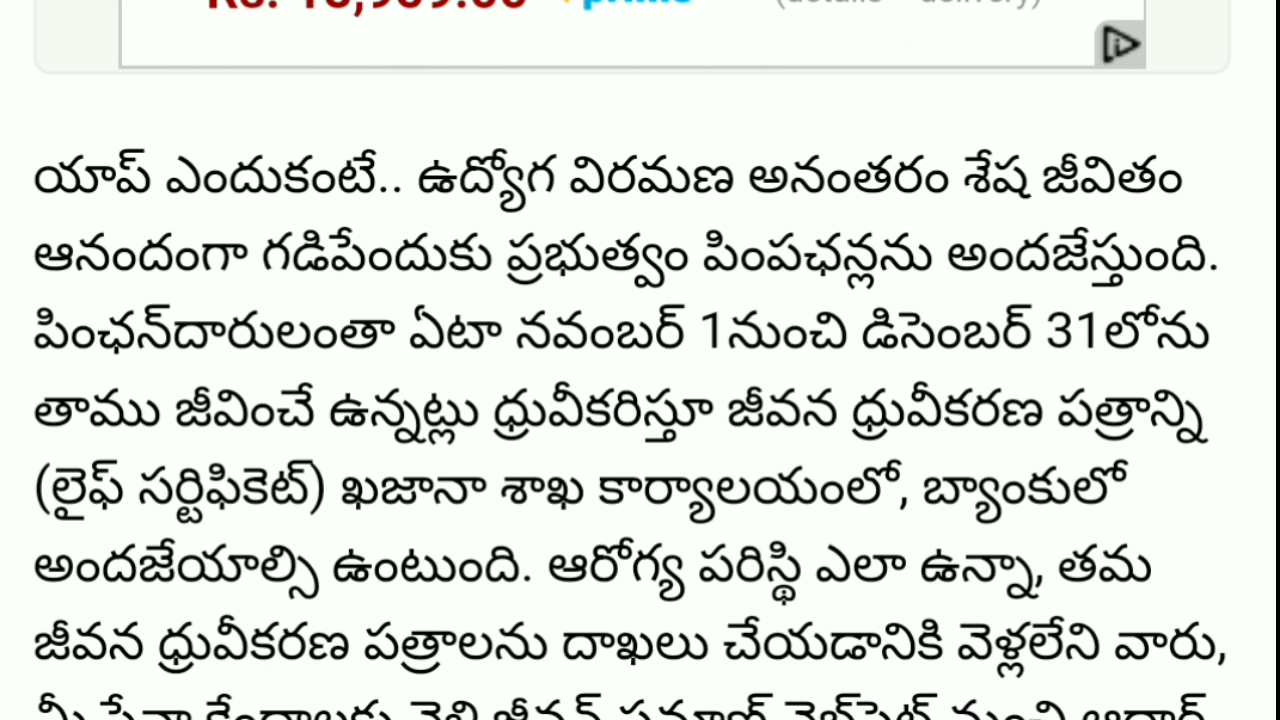 యాప్ ఎందుకంటే.. ఉద్యోగ విరమణ అనంతరం శేష జీవితం
ఆనందంగా గడిపేందుకు ప్రభుత్వం పింపఛన్లను అందజేస్తుంది.
పింఛన్‌దారులంతా ఏటా నవంబర్ 1నుంచి డిసెంబర్ 31లోను
తాము జీవించే ఉన్నట్లు ధ్రువీకరిస్తూ జీవన ధ్రువీకరణ పత్రాన్ని
(లైఫ్ సర్టిఫికెట్) ఖజానా శాఖ కార్యాలయంలో, బ్యాంకులో
అందజేయాల్సి ఉంటుంది. ఆరోగ్య పరిస్థి ఎలా ఉన్నా, తమ
జీవన ధ్రువీకరణ పత్రాలను దాఖలు చేయడానికి వెళ్లలేని వారు,